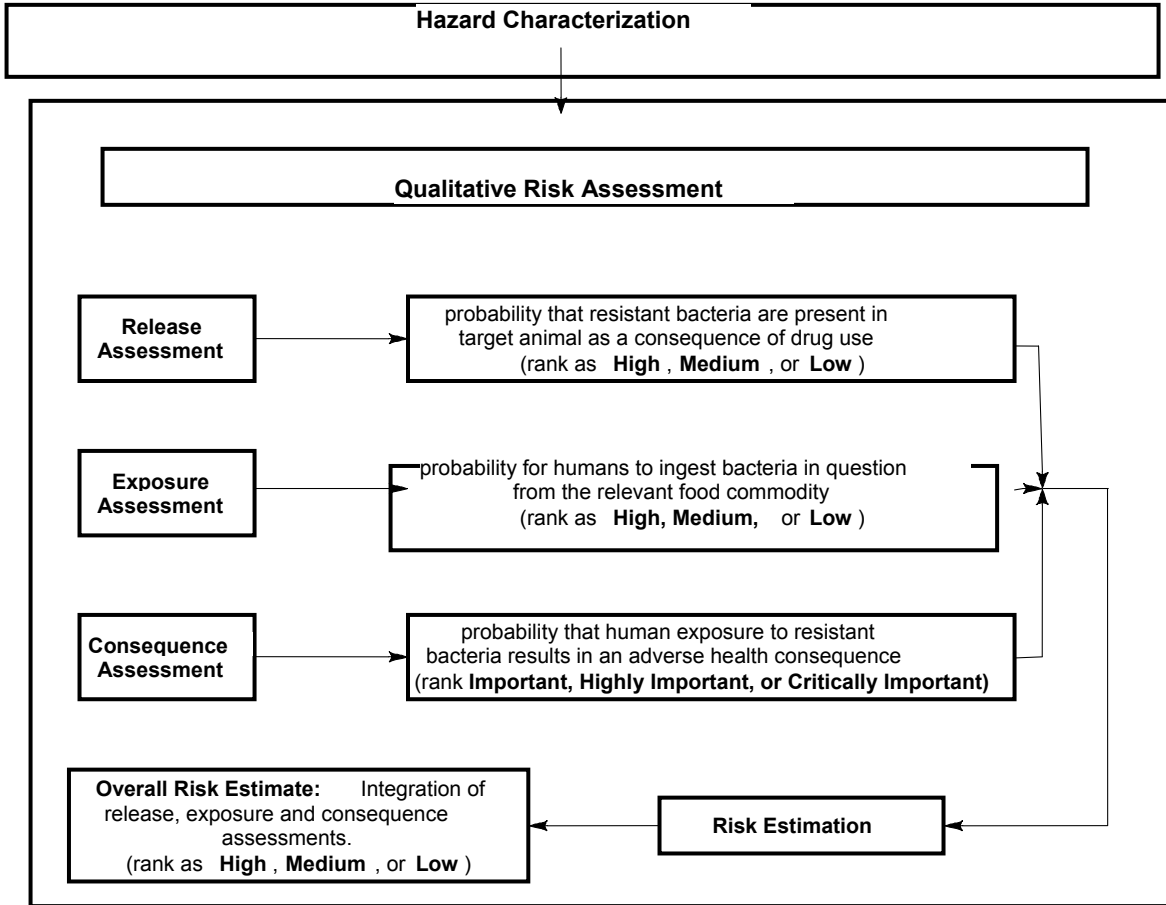 Hazard Characterization
Qualitative Risk Assessment
Release
Assessment
probability that resistant bacteria are present in
target animal as a consequence of drug use
(rank as High , Medium , or Low )
Exposure
Assessment
probability for humans to ingest bacteria in question
from the relevant food commodity
(rank as High, Medium, or Low )
Consequence
Assessment
probability that human exposure to resistant
bacteria results in an adverse health consequence
(rank Important, Highly Important, or Critically Important)
Overall Risk Estimate: Integration of
release, exposure and consequence
assessments.
(rank as High , Medium , or Low )
Risk Estimation